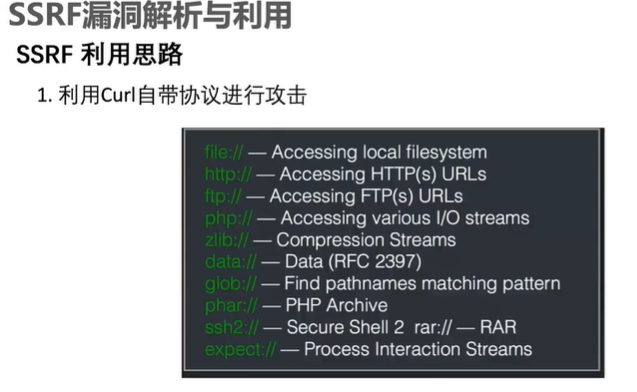 SSRF漏洞解析与利用
SSRF 利用思路
1. 利用Curl自带协议进行攻击
file:// — Accessing local filesystem
http:// — Accessing HTTP(s) URLs
ftp:// — Accessing FTP(s) URLs
php:// — Accessing various I/O streams
zlib:// — Compression Streams
data:// — Data (RFC 2397)
glob:// — Find pathnames matching pattern
phar:// — PHP Archive
ssh2:// — Secure Shell 2 rar:// — RAR
expect:// — Process Interaction Streams